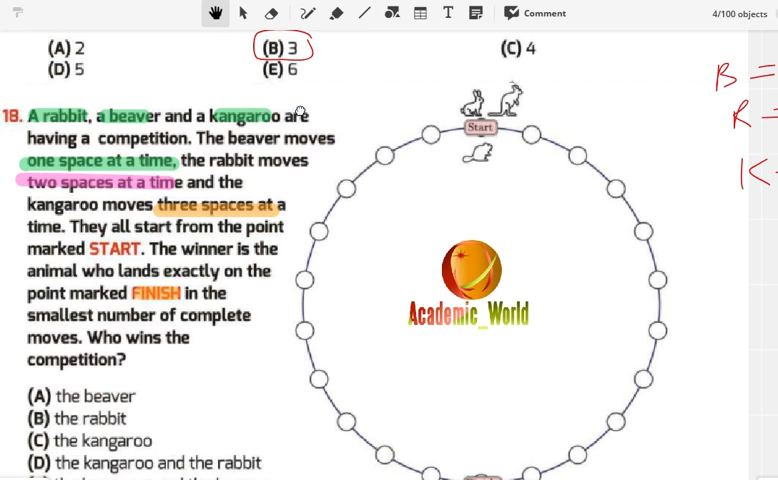 Comment
4/100 objects
(A) 2
(B) 3
(C) 4
(D) 5
(E) 6
B =
R =
K
18. A rabbit, a beaver and a kangaroo are
having a competition. The beaver moves
one space at a time, the rabbit moves
two spaces at a time and the
kangaroo moves three spaces at a
time. They all start from the point
marked START. The winner is the
animal who lands exactly on the
point marked FINISH in the
smallest number of complete
moves. Who wins the
competition?
Start
Academic_World
(A) the beaver
(B) the rabbit
(C) the kangaroo
(D) the kangaroo and the rabbit